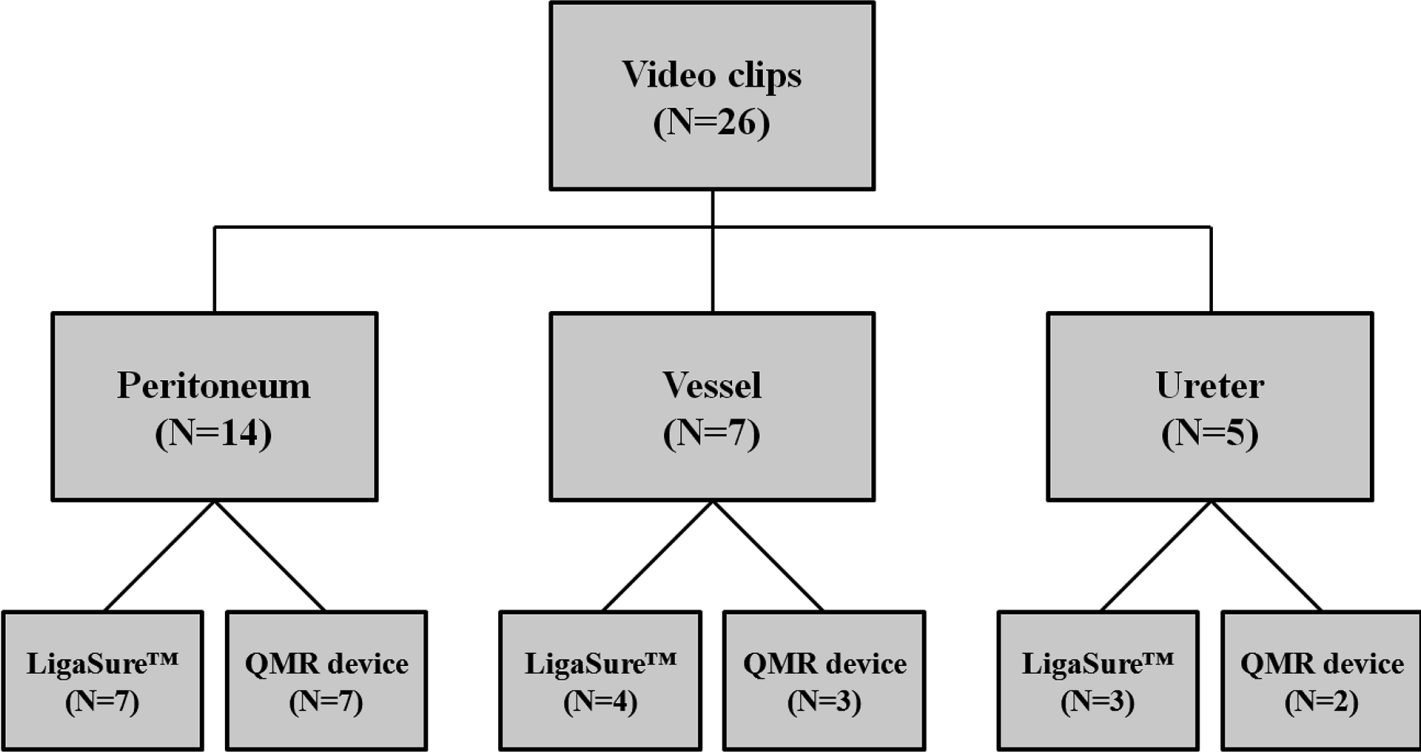 Video clips
(N=26)
Peritoneum
(N=14)
Vessel
(N=7)
Ureter
(N=5)
LigaSure™
(N=7)
QMR device
(N=7)
LigaSure™
(N=4)
QMR device
(N=3)
LigaSure™
(N=3)
QMR device
(N=2)